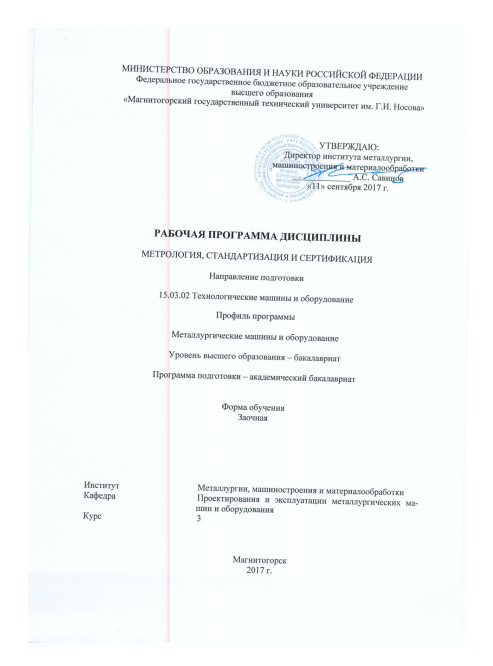 МИНИСТЕРСТВО ОБРАЗОВАНИЯ И НАУКИ РОССИЙСКОЙ ФЕДЕРАЦИИ
Федеральное государственное бюджетное образовательное учреждение
высшего образования
«Магнитогорский государственный технический университет им. Г.И. Носова»
УТВЕРЖДАЮ:
Директор института металлургии,
машиностроения и материалообработки
А.С. Савинов
«11» сентября 2017 г.
РАБОЧАЯ ПРОГРАММА ДИСЦИПЛИНЫ
МЕТРОЛОГИЯ, СТАНДАРТИЗАЦИЯ И СЕРТИФИКАЦИЯ
Направление подготовки
15.03.02 Технологические машины и оборудование
Профиль программы
Металлургические машины и оборудование
Уровень высшего образования – бакалавриат
Программа подготовки – академический бакалавриат
Форма обучения
Заочная
Институт Металлургии, машиностроения и материалообработки
Кафедра Проектирования и эксплуатации металлургических ма-
шин и оборудования
Курс 3
Магнитогорск
2017 г.